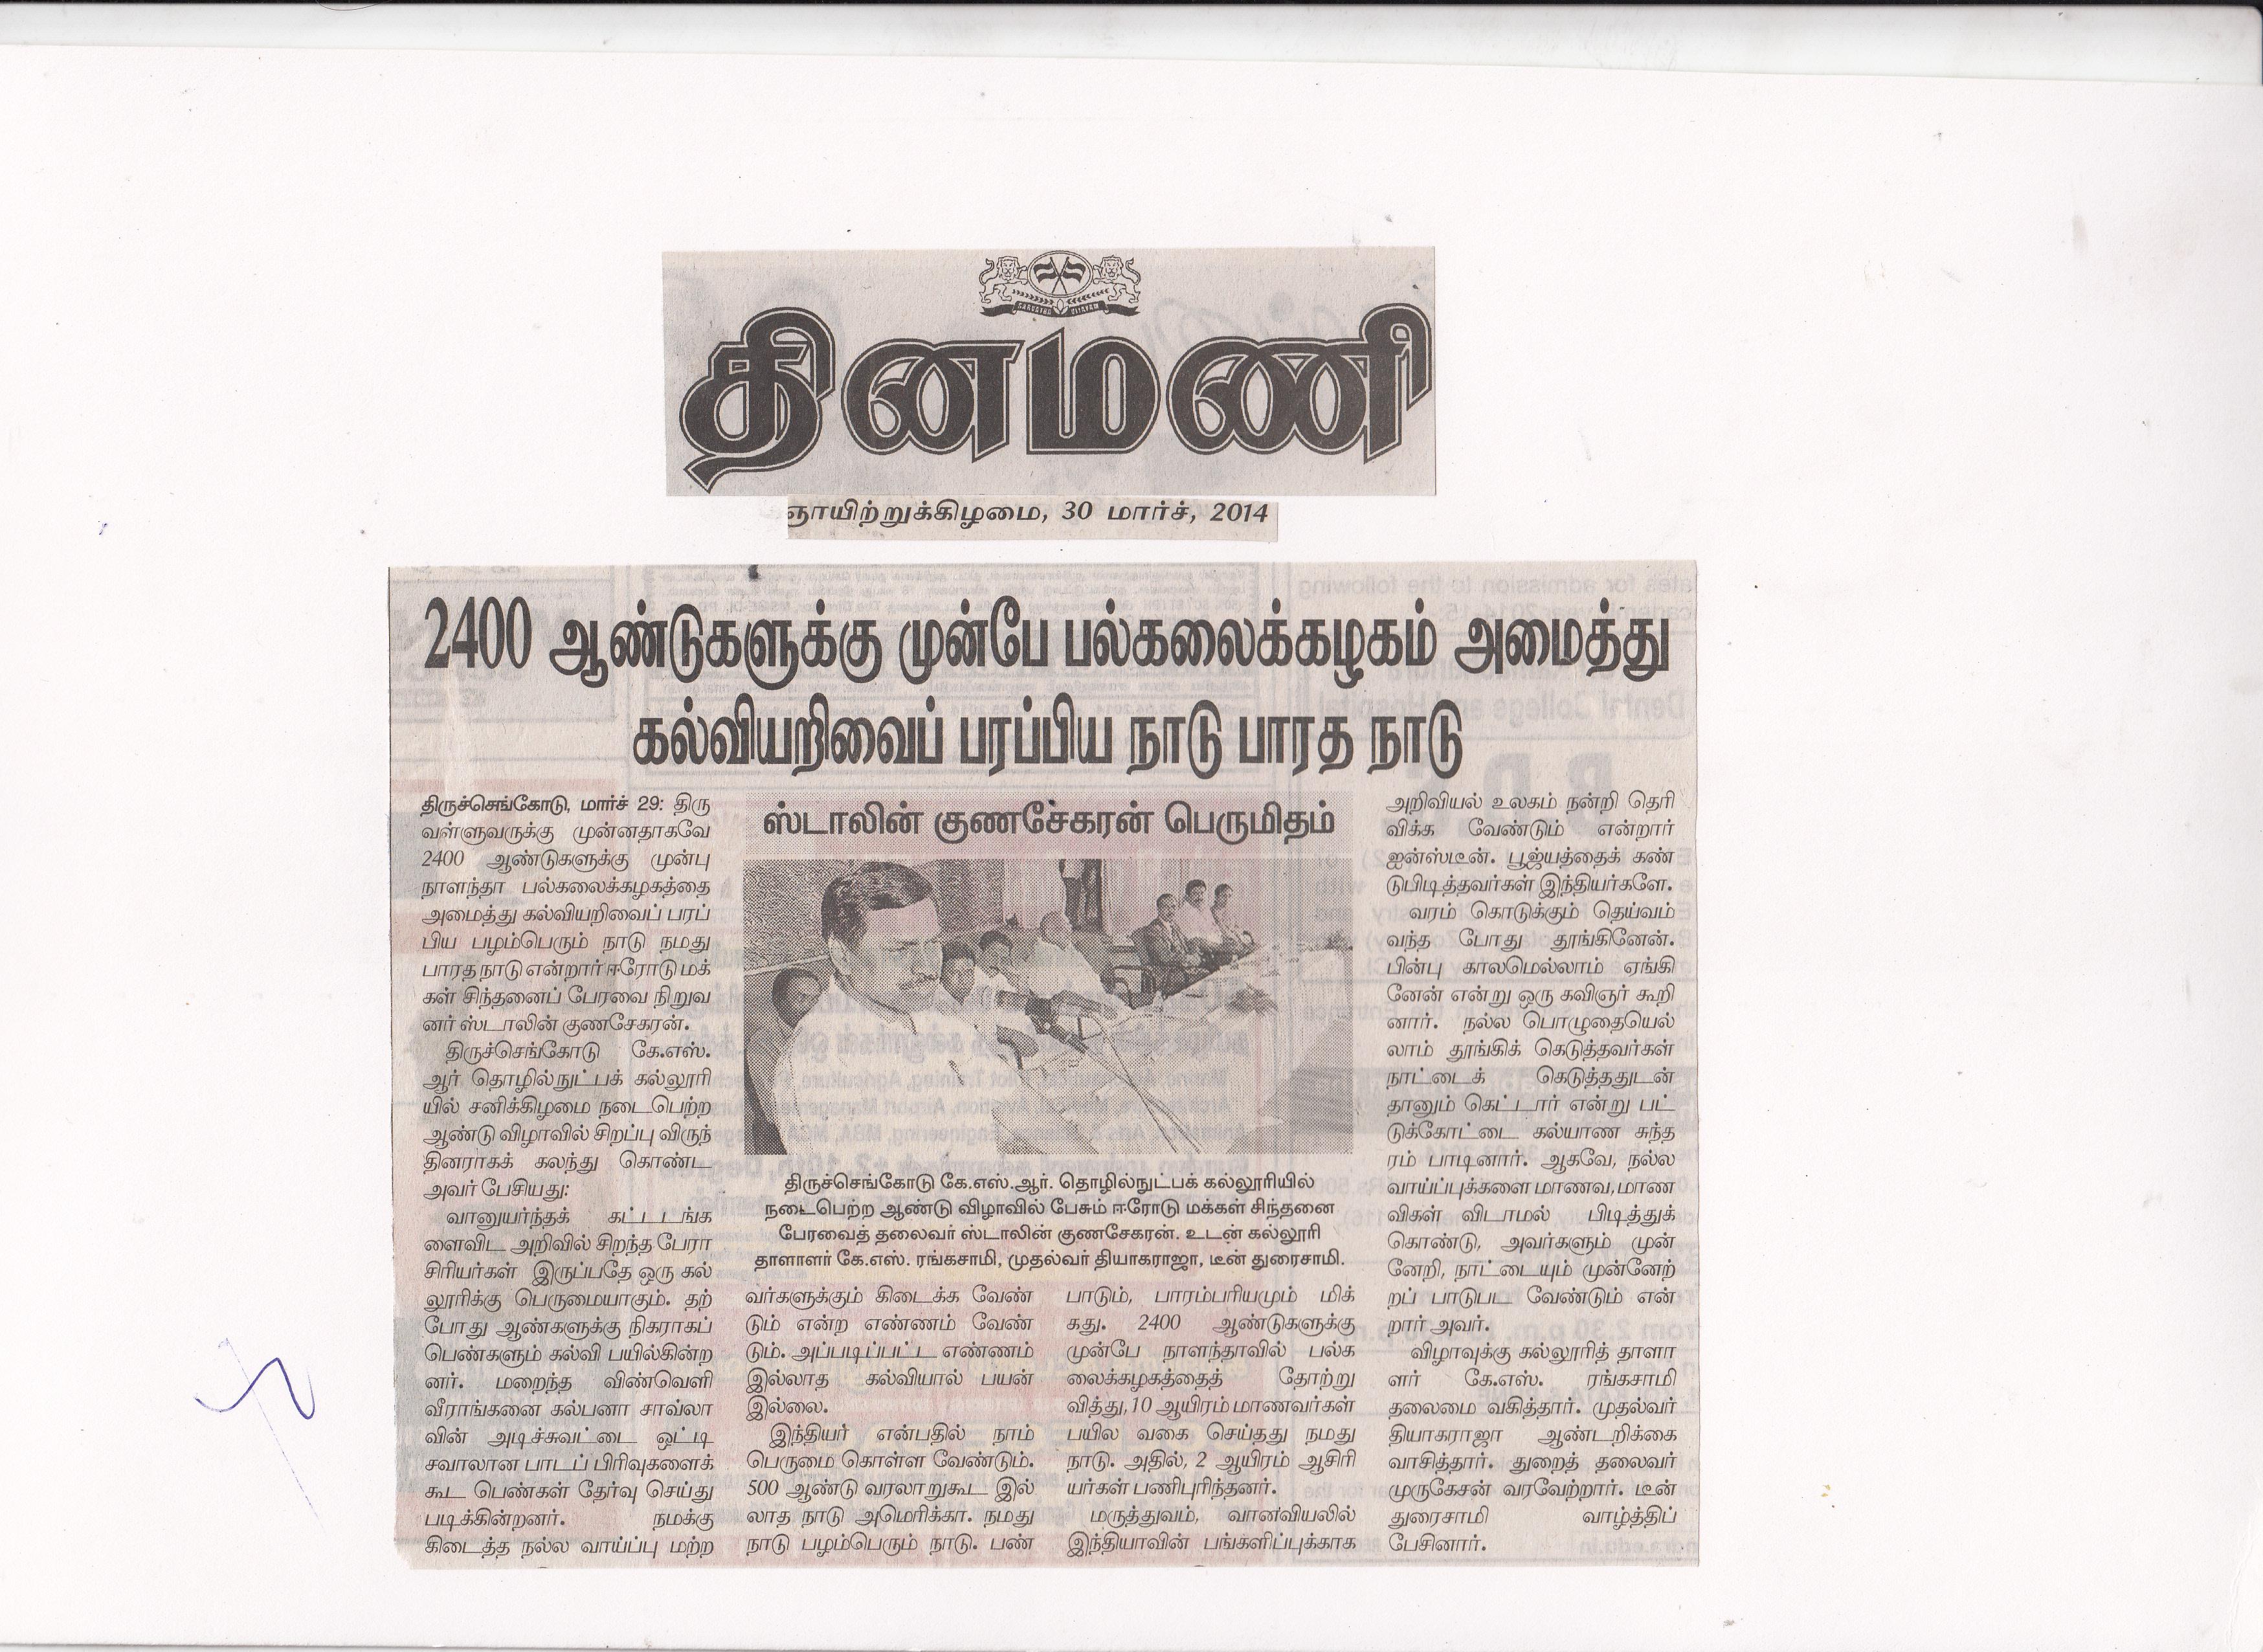 தினமணி
ஞாயிற்றுக்கிழமை, 30 மார்ச், 2014
2400 ஆண்டுகளுக்கு முன்பே பல்கலைக்கழகம் அமைத்து
கல்வியறிவைப் பரப்பிய நாடு பாரத நாடு
ஸ்டாலின் குணசேகரன் பெருமிதம்
திருச்செங்கோடு, மார்ச் 29: திரு
வள்ளுவருக்கு முன்னதாகவே
2400 ஆண்டுகளுக்கு முன்பு
நாளந்தா பல்கலைக்கழகத்தை
அமைத்து கல்வியறிவைப் பரப்
பிய பழம்பெரும் நாடு நமது
பாரத நாடு என்றார் ஈரோடு மக்
கள் சிந்தனைப் பேரவை நிறுவ
னர் ஸ்டாலின் குணசேகரன்.
திருச்செங்கோடு கே.எஸ்.
ஆர் தொழில்நுட்பக் கல்லூரி
யில் சனிக்கிழமை நடைபெற்ற
ஆண்டு விழாவில் சிறப்பு விருந்
தினராகக் கலந்து கொண்ட
அவர் பேசியது:
வானுயர்ந்தக் கட்டடங்க
ளைவிட அறிவில் சிறந்த பேரா
சிரியர்கள் இருப்பதே ஒரு கல்
லூரிக்கு பெருமையாகும். தற்
போது ஆண்களுக்கு நிகராகப்
பெண்களும் கல்வி பயில்கின்ற
னர். மறைந்த விண்வெளி
வீராங்கனை கல்பனா சாவ்லா
வின் அடிச்சுவட்டை ஒட்டி
சவாலான பாடப் பிரிவுகளைக்
கூட பெண்கள் தேர்வு செய்து
படிக்கின்றனர். நமக்கு
கிடைத்த நல்ல வாய்ப்பு மற்ற
திருச்செங்கோடு கே.எஸ்.ஆர். தொழில்நுட்பக் கல்லூரியில்
நடைபெற்ற ஆண்டு விழாவில் பேசும் ஈரோடு மக்கள் சிந்தனை
பேரவைத் தலைவர் ஸ்டாலின் குணசேகரன். உடன் கல்லூரி
தாளாளர் கே.எஸ். ரங்கசாமி, முதல்வர் தியாகராஜா, டீன் துரைசாமி.
வர்களுக்கும் கிடைக்க வேண்
டும் என்ற எண்ணம் வேண்
டும். அப்படிப்பட்ட எண்ணம்
இல்லாத கல்வியால் பயன்
இல்லை.
இந்தியர் என்பதில் நாம்
பெருமை கொள்ள வேண்டும்.
500 ஆண்டு வரலாறுகூட இல்
லாத நாடு அமெரிக்கா. நமது
நாடு பழம்பெரும் நாடு. பண்
பாடும், பாரம்பரியமும் மிக்
கது. 2400 ஆண்டுகளுக்கு
முன்பே நாளந்தாவில் பல்க
லைக்கழகத்தைத் தோற்று
வித்து,10 ஆயிரம் மாணவர்கள்
பயில வகை செய்தது நமது
நாடு. அதில், 2 ஆயிரம் ஆசிரி
யர்கள் பணிபுரிந்தனர்.
மருத்துவம், வானவியலில்
இந்தியாவின் பங்களிப்புக்காக
அறிவியல் உலகம் நன்றி தெரி
விக்க வேண்டும் என்றார்
ஐன்ஸ்டீன். பூஜ்யத்தைக் கண்
டுபிடித்தவர்கள் இந்தியர்களே.
வரம் கொடுக்கும் தெய்வம்
வந்த போது தூங்கினேன்.
பின்பு காலமெல்லாம் ஏங்கி
னேன் என்று ஒரு கவிஞர் கூறி
னார். நல்ல பொழுதையெல்
லாம் தூங்கிக் கெடுத்தவர்கள்
நாட்டைக் கெடுத்ததுடன்
தானும் கெட்டார் என்று பட்
டுக்கோட்டை கல்யாண சுந்த
ரம் பாடினார். ஆகவே, நல்ல
வாய்ப்புக்களை மாணவ,மாண
விகள் விடாமல் பிடித்துக்
கொண்டு, அவர்களும் முன்
னேறி, நாட்டையும் முன்னேற்
றப் பாடுபட வேண்டும் என்
றார் அவர்.
விழாவுக்கு கல்லூரித் தாளா
ளர் கே.எஸ். ரங்கசாமி
தலைமை வகித்தார். முதல்வர்
தியாகராஜா ஆண்டறிக்கை
வாசித்தார். துறைத் தலைவர்
முருகேசன் வரவேற்றார். டீன்
துரைசாமி வாழ்த்திப்
பேசினார்.